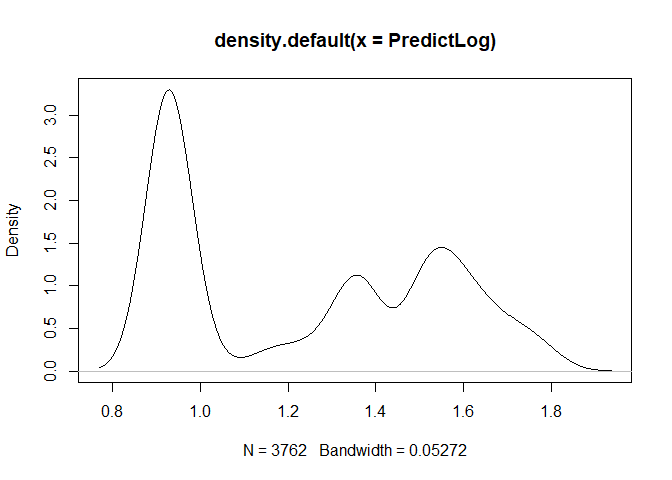 density.default(x = PredictLog)
Density
0.0 0.5 1.0 1.5 2.0 2.5 3.0
0.8 1.0 1.2 1.4 1.6 1.8
N = 3762 Bandwidth = 0.05272